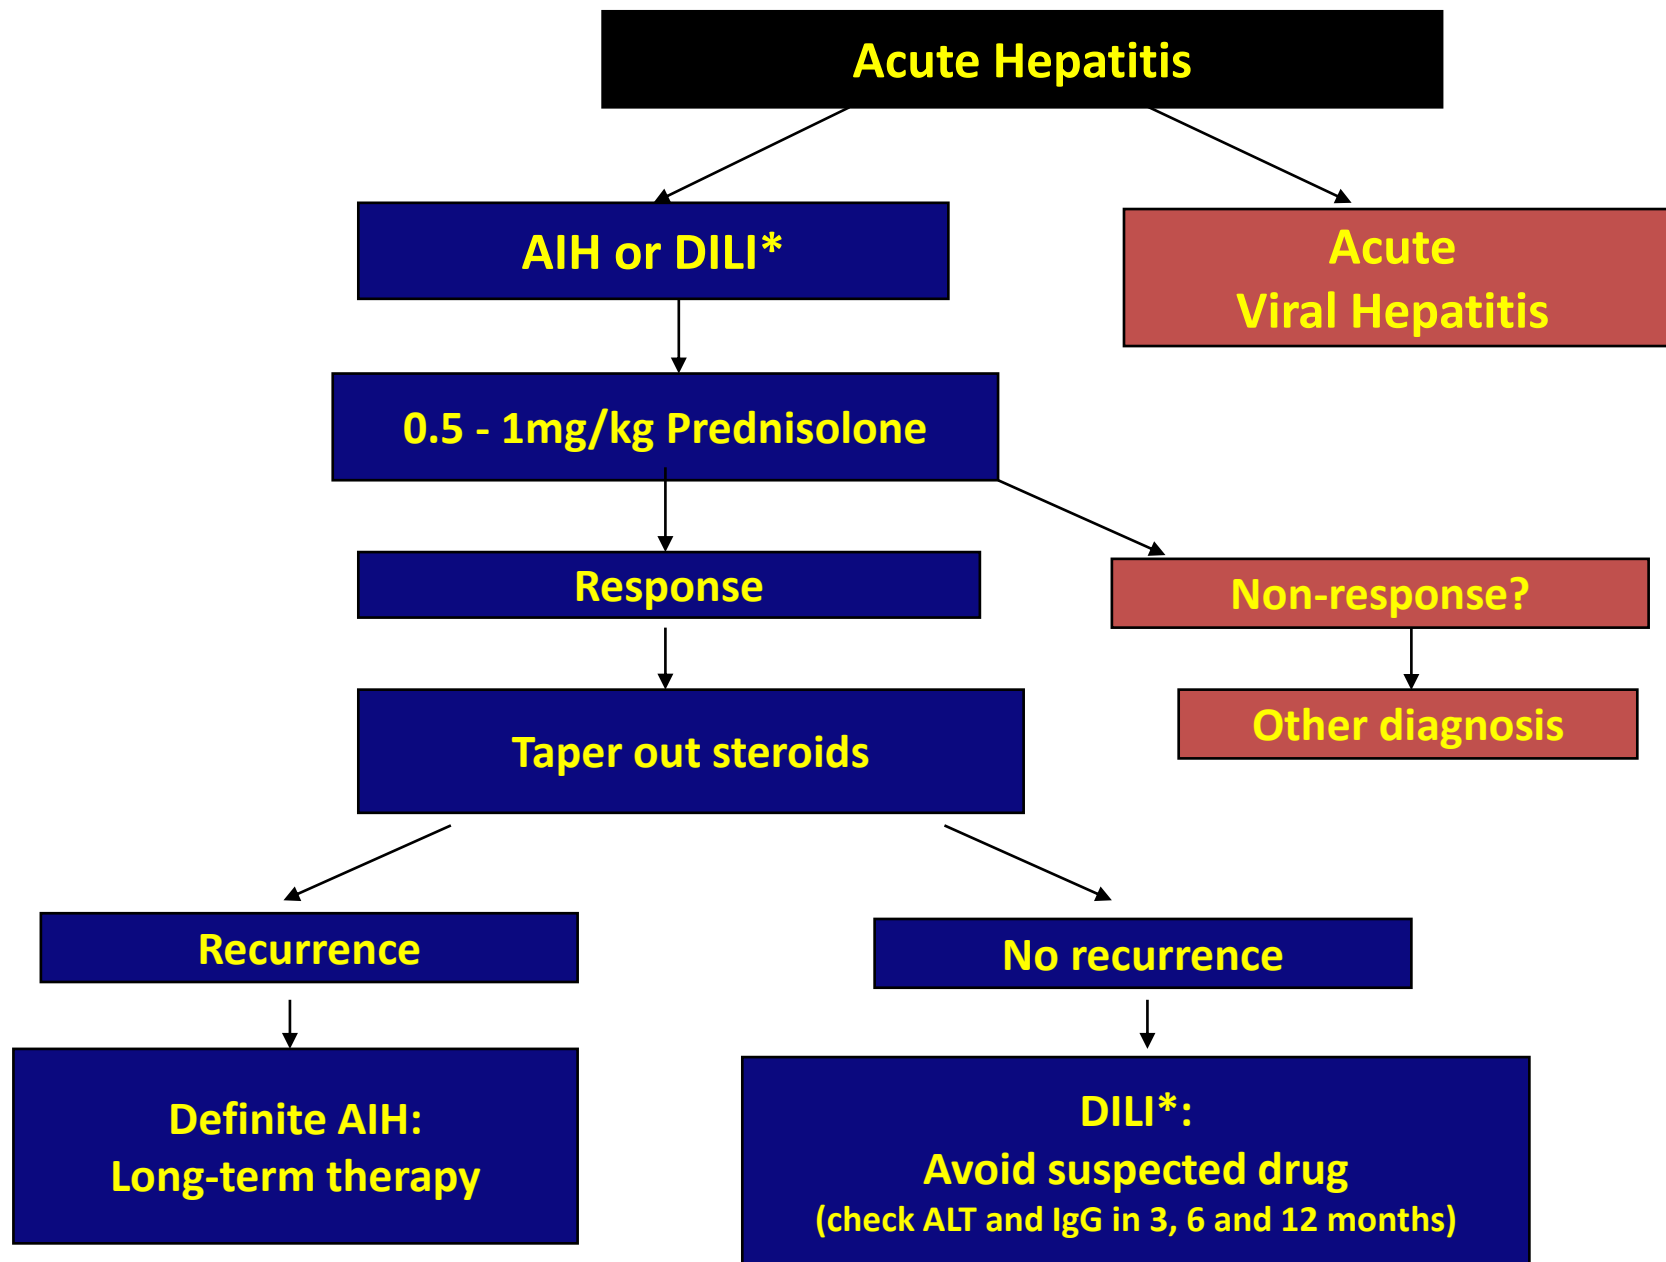 Acute Hepatitis
AIH or DILI*
Acute
Viral Hepatitis
0.5 - 1mg/kg Prednisolone
Response
Non-response?
Taper out steroids
Other diagnosis
Recurrence
No recurrence
Definite AIH:
Long-term therapy
DILI*:
Avoid suspected drug
(check ALT and IgG in 3, 6 and 12 months)